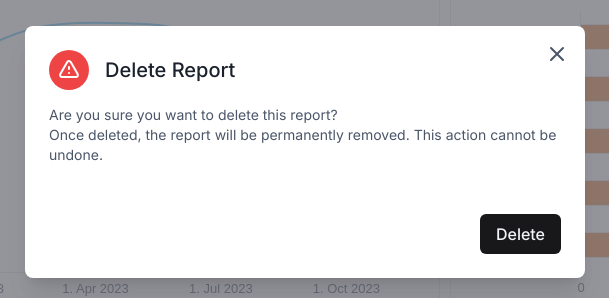 Delete Report
Are you sure you want to delete this report?
Once deleted, the report will be permanently removed. This action cannot be
undone.
Delete
3 1. Apr 2023 1. Jul 2023 1. Oct 2023 0